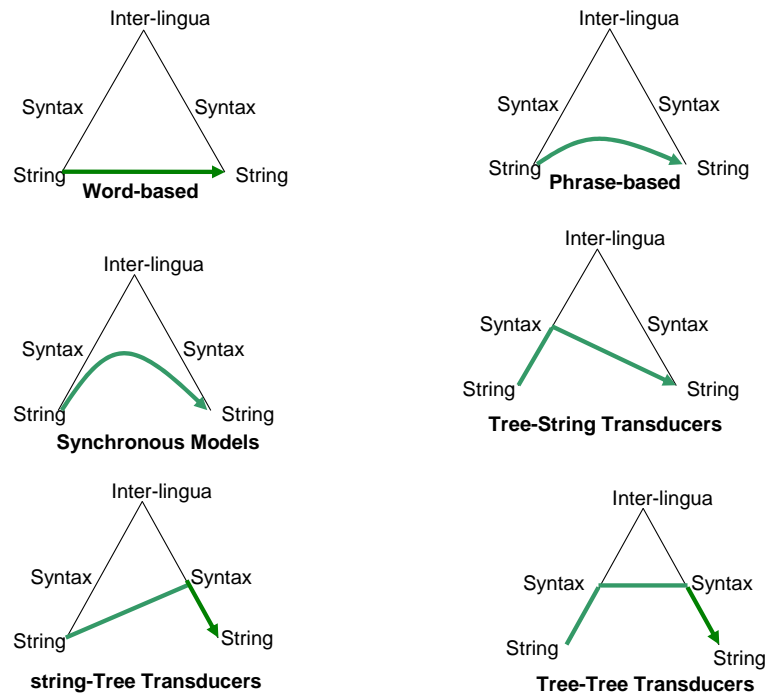 Inter-lingua
Syntax Syntax
String String
Word-based
Inter-lingua
Syntax Syntax
String String
Phrase-based
Inter-lingua
Syntax Syntax
String String
Synchronous Models
Inter-lingua
Syntax Syntax
String String
Tree-String Transducers
Inter-lingua
Syntax Syntax
String String
string-Tree Transducers
Inter-lingua
Syntax Syntax
String String
Tree-Tree Transducers